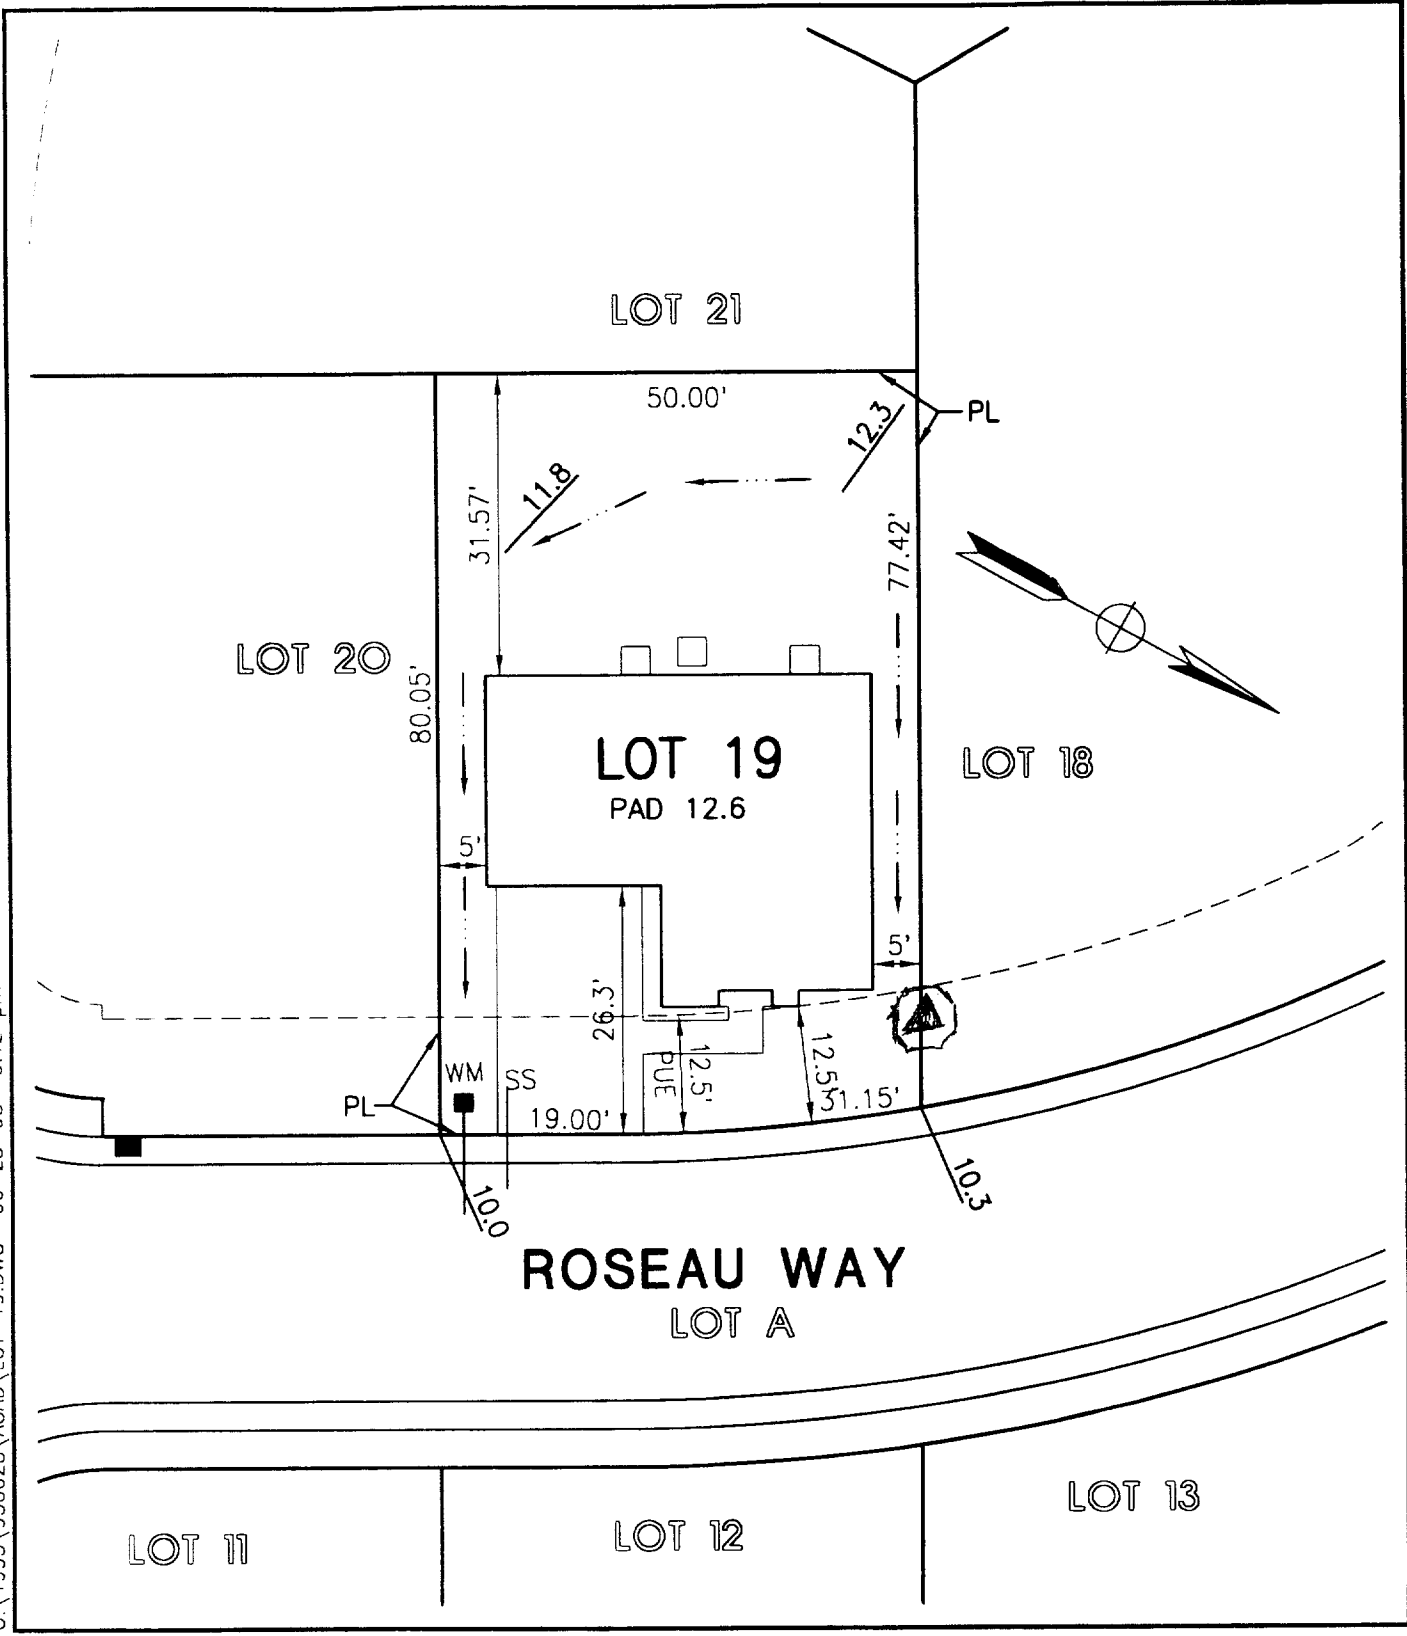 LOT 21
50.00'
12.3
PL
11.8
31.57'
77.42'
LOT 20
80.05'
LOT 19
PAD 12.6
LOT 18
5'
5'
26.3'
12.5'
PUE
12.5'
31.15'
WM
SS
PL
19.00'
10.0
10.3
ROSEAU WAY
LOT A
LOT 11
LOT 12
LOT 13